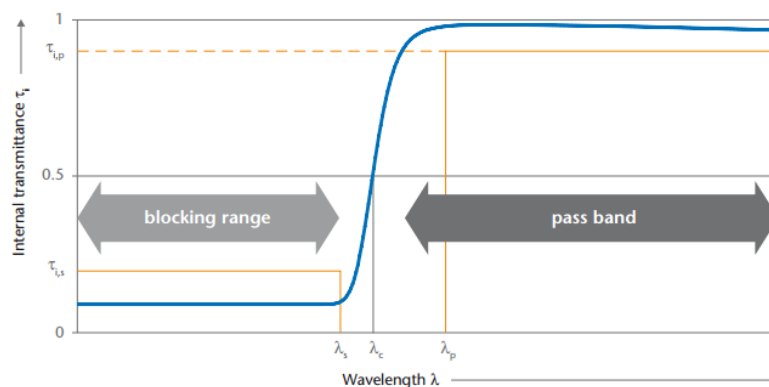 1
τi,p
Internal transmittance τi
0.5
blocking range
pass band
τi,s
0
λs
λc
λp
Wavelength λ